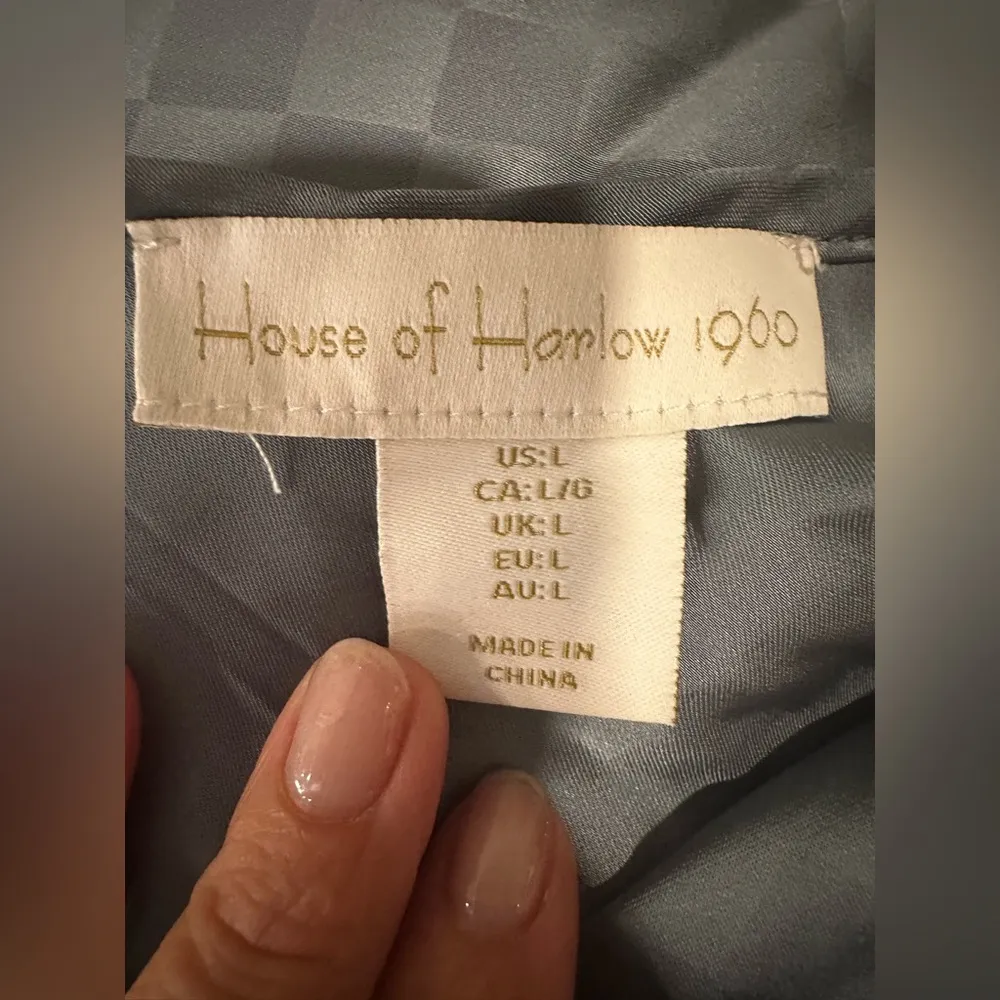 House of Harlow 1960
US: L
CA: L/G
UK: L
EU: L
AU: L
MADE IN
CHINA